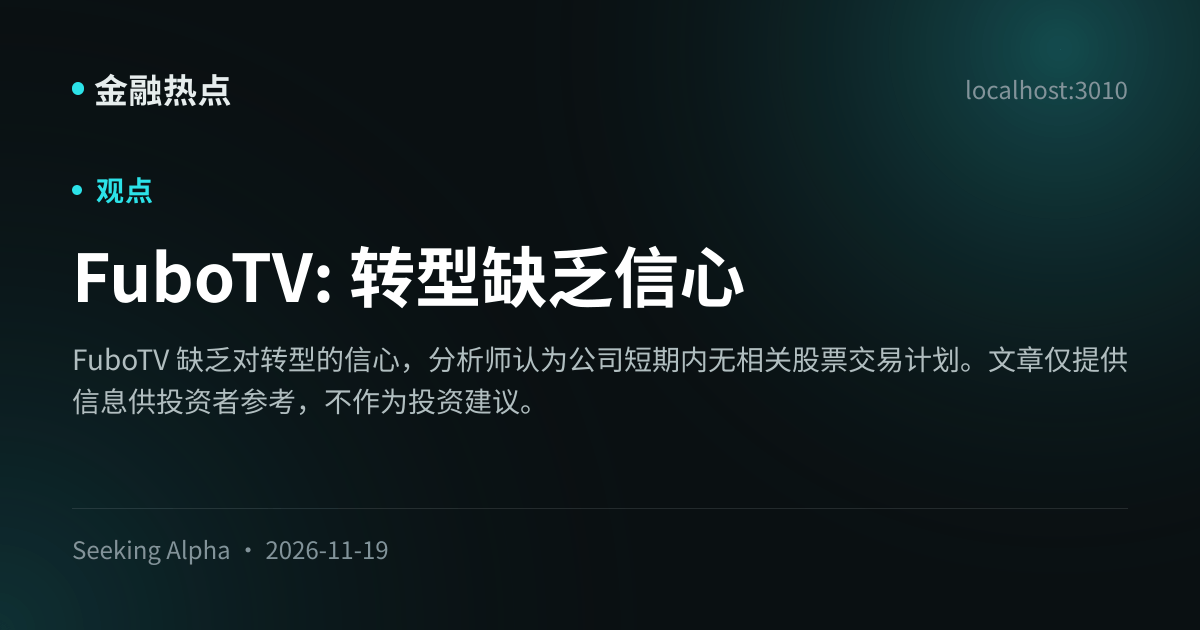 金融热点
localhost:3010
观点
FuboTV: 转型缺乏信心
FuboTV 缺乏对转型的信心，分析师认为公司短期内无相关股票交易计划。文章仅提供
信息供投资者参考，不作为投资建议。
Seeking Alpha · 2026-11-19